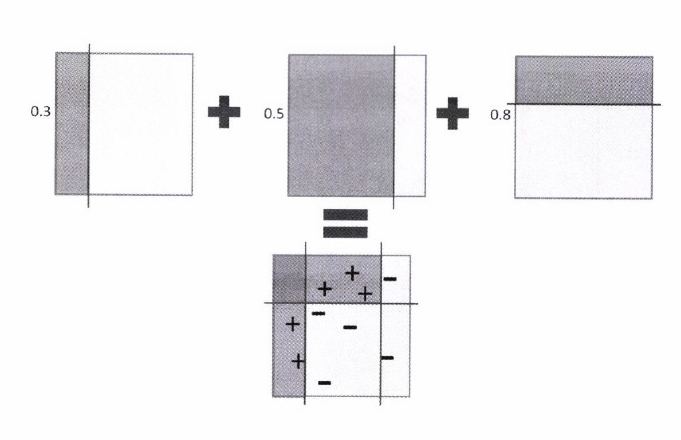 0.3 + 0.5 + 0.8
=
+ + + -
+ - -
+ -
-